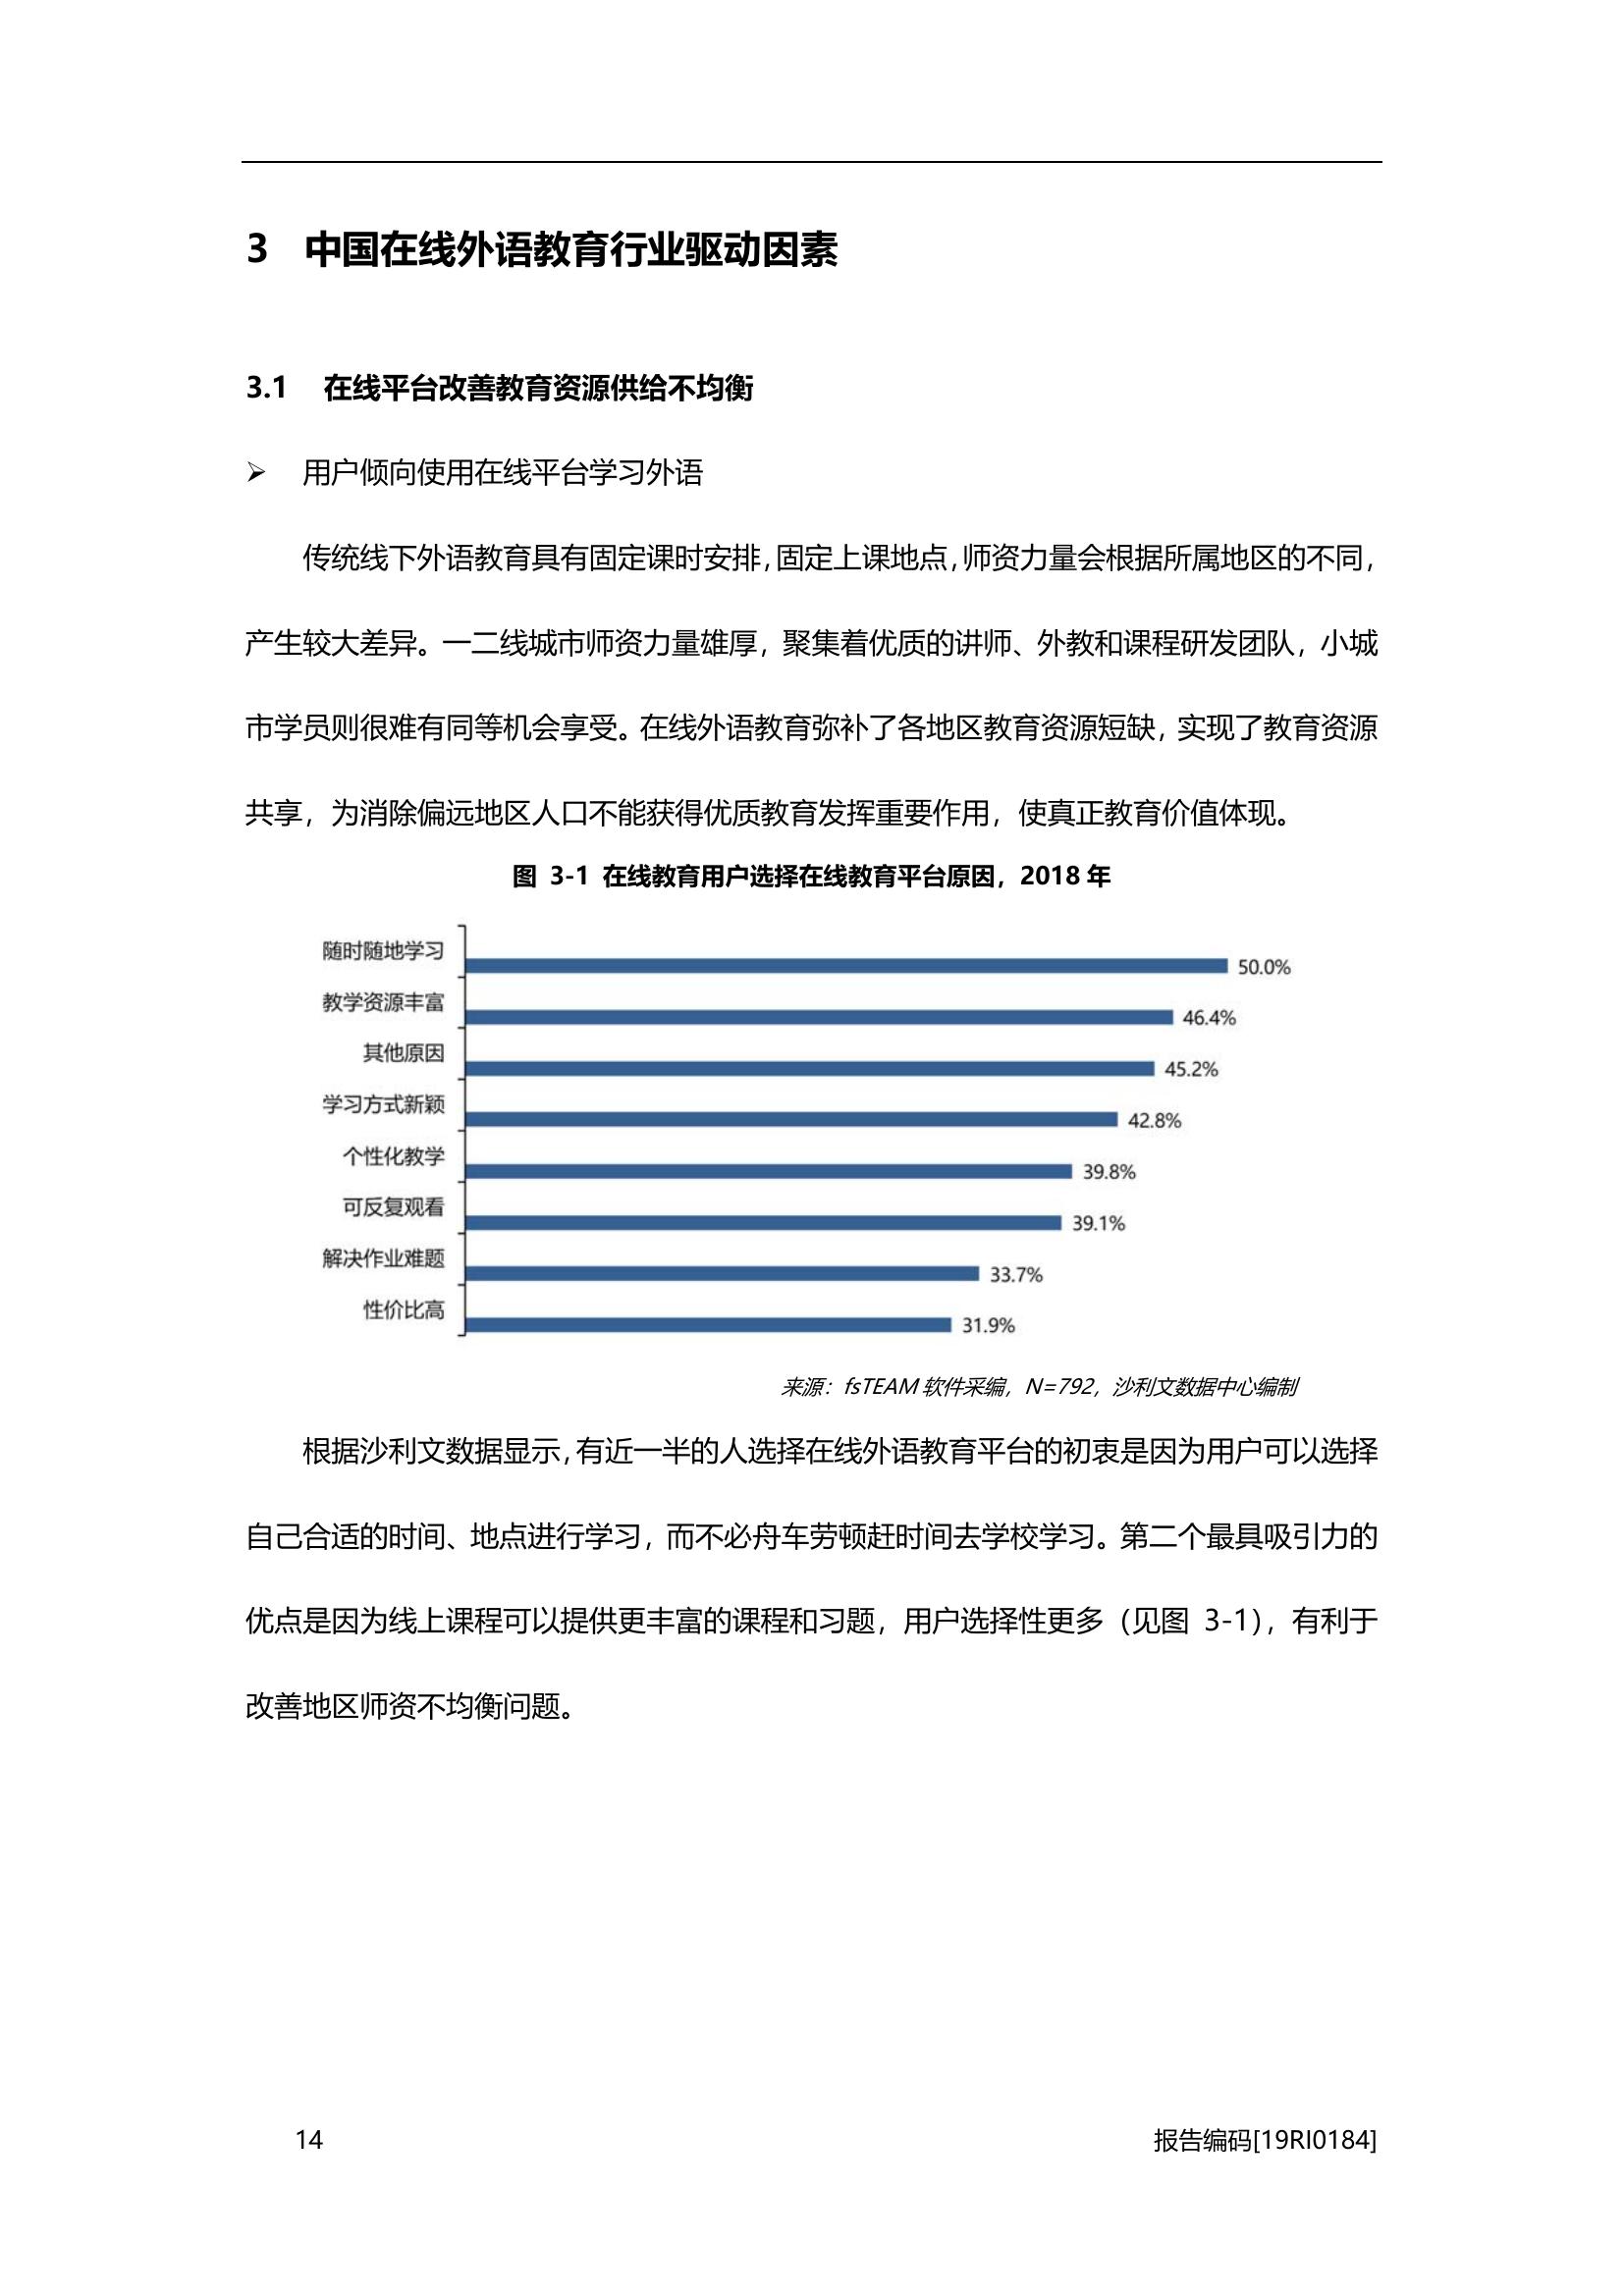 3 中国在线外语教育行业驱动因素
3.1 在线平台改善教育资源供给不均衡
➢ 用户倾向使用在线平台学习外语
传统线下外语教育具有固定课时安排，固定上课地点，师资力量会根据所属地区的不同，
产生较大差异。一二线城市师资力量雄厚，聚集着优质的讲师、外教和课程研发团队，小城
市学员则很难有同等机会享受。在线外语教育弥补了各地区教育资源短缺，实现了教育资源
共享，为消除偏远地区人口不能获得优质教育发挥重要作用，使真正教育价值体现。
图 3-1 在线教育用户选择在线教育平台原因，2018 年
随时随地学习 50.0%
教学资源丰富 46.4%
其他原因 45.2%
学习方式新颖 42.8%
个性化教学 39.8%
可反复观看 39.1%
解决作业难题 33.7%
性价比高 31.9%
来源：fsTEAM 软件采编，N=792，沙利文数据中心编制
根据沙利文数据显示，有近一半的人选择在线外语教育平台的初衷是因为用户可以选择
自己合适的时间、地点进行学习，而不必舟车劳顿赶时间去学校学习。第二个最具吸引力的
优点是因为线上课程可以提供更丰富的课程和习题，用户选择性更多（见图 3-1），有利于
改善地区师资不均衡问题。
14 报告编码[19RI0184]